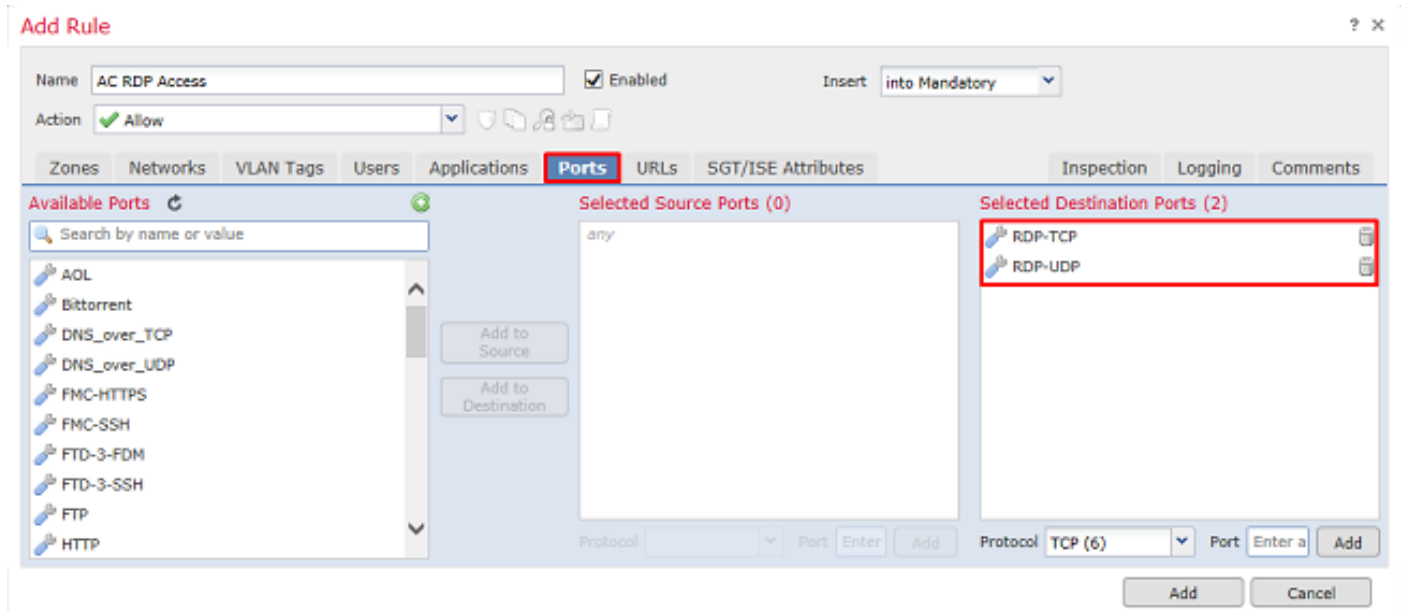 Add Rule ? ×
Name AC RDP Access Enabled Insert into Mandatory
Action Allow
Zones Networks VLAN Tags Users Applications Ports URLs SGT/ISE Attributes Inspection Logging Comments
Available Ports Selected Source Ports (0) Selected Destination Ports (2)
Search by name or value any RDP-TCP
RDP-UDP
AOL
Bittorrent
DNS_over_TCP
DNS_over_UDP
FMC-HTTPS
FMC-SSH
FTD-3-FDM
FTD-3-SSH
FTP
HTTP
Add to
Source
Add to
Destination
Protocol Port Enter Add Protocol TCP (6) Port Enter a Add
Add Cancel